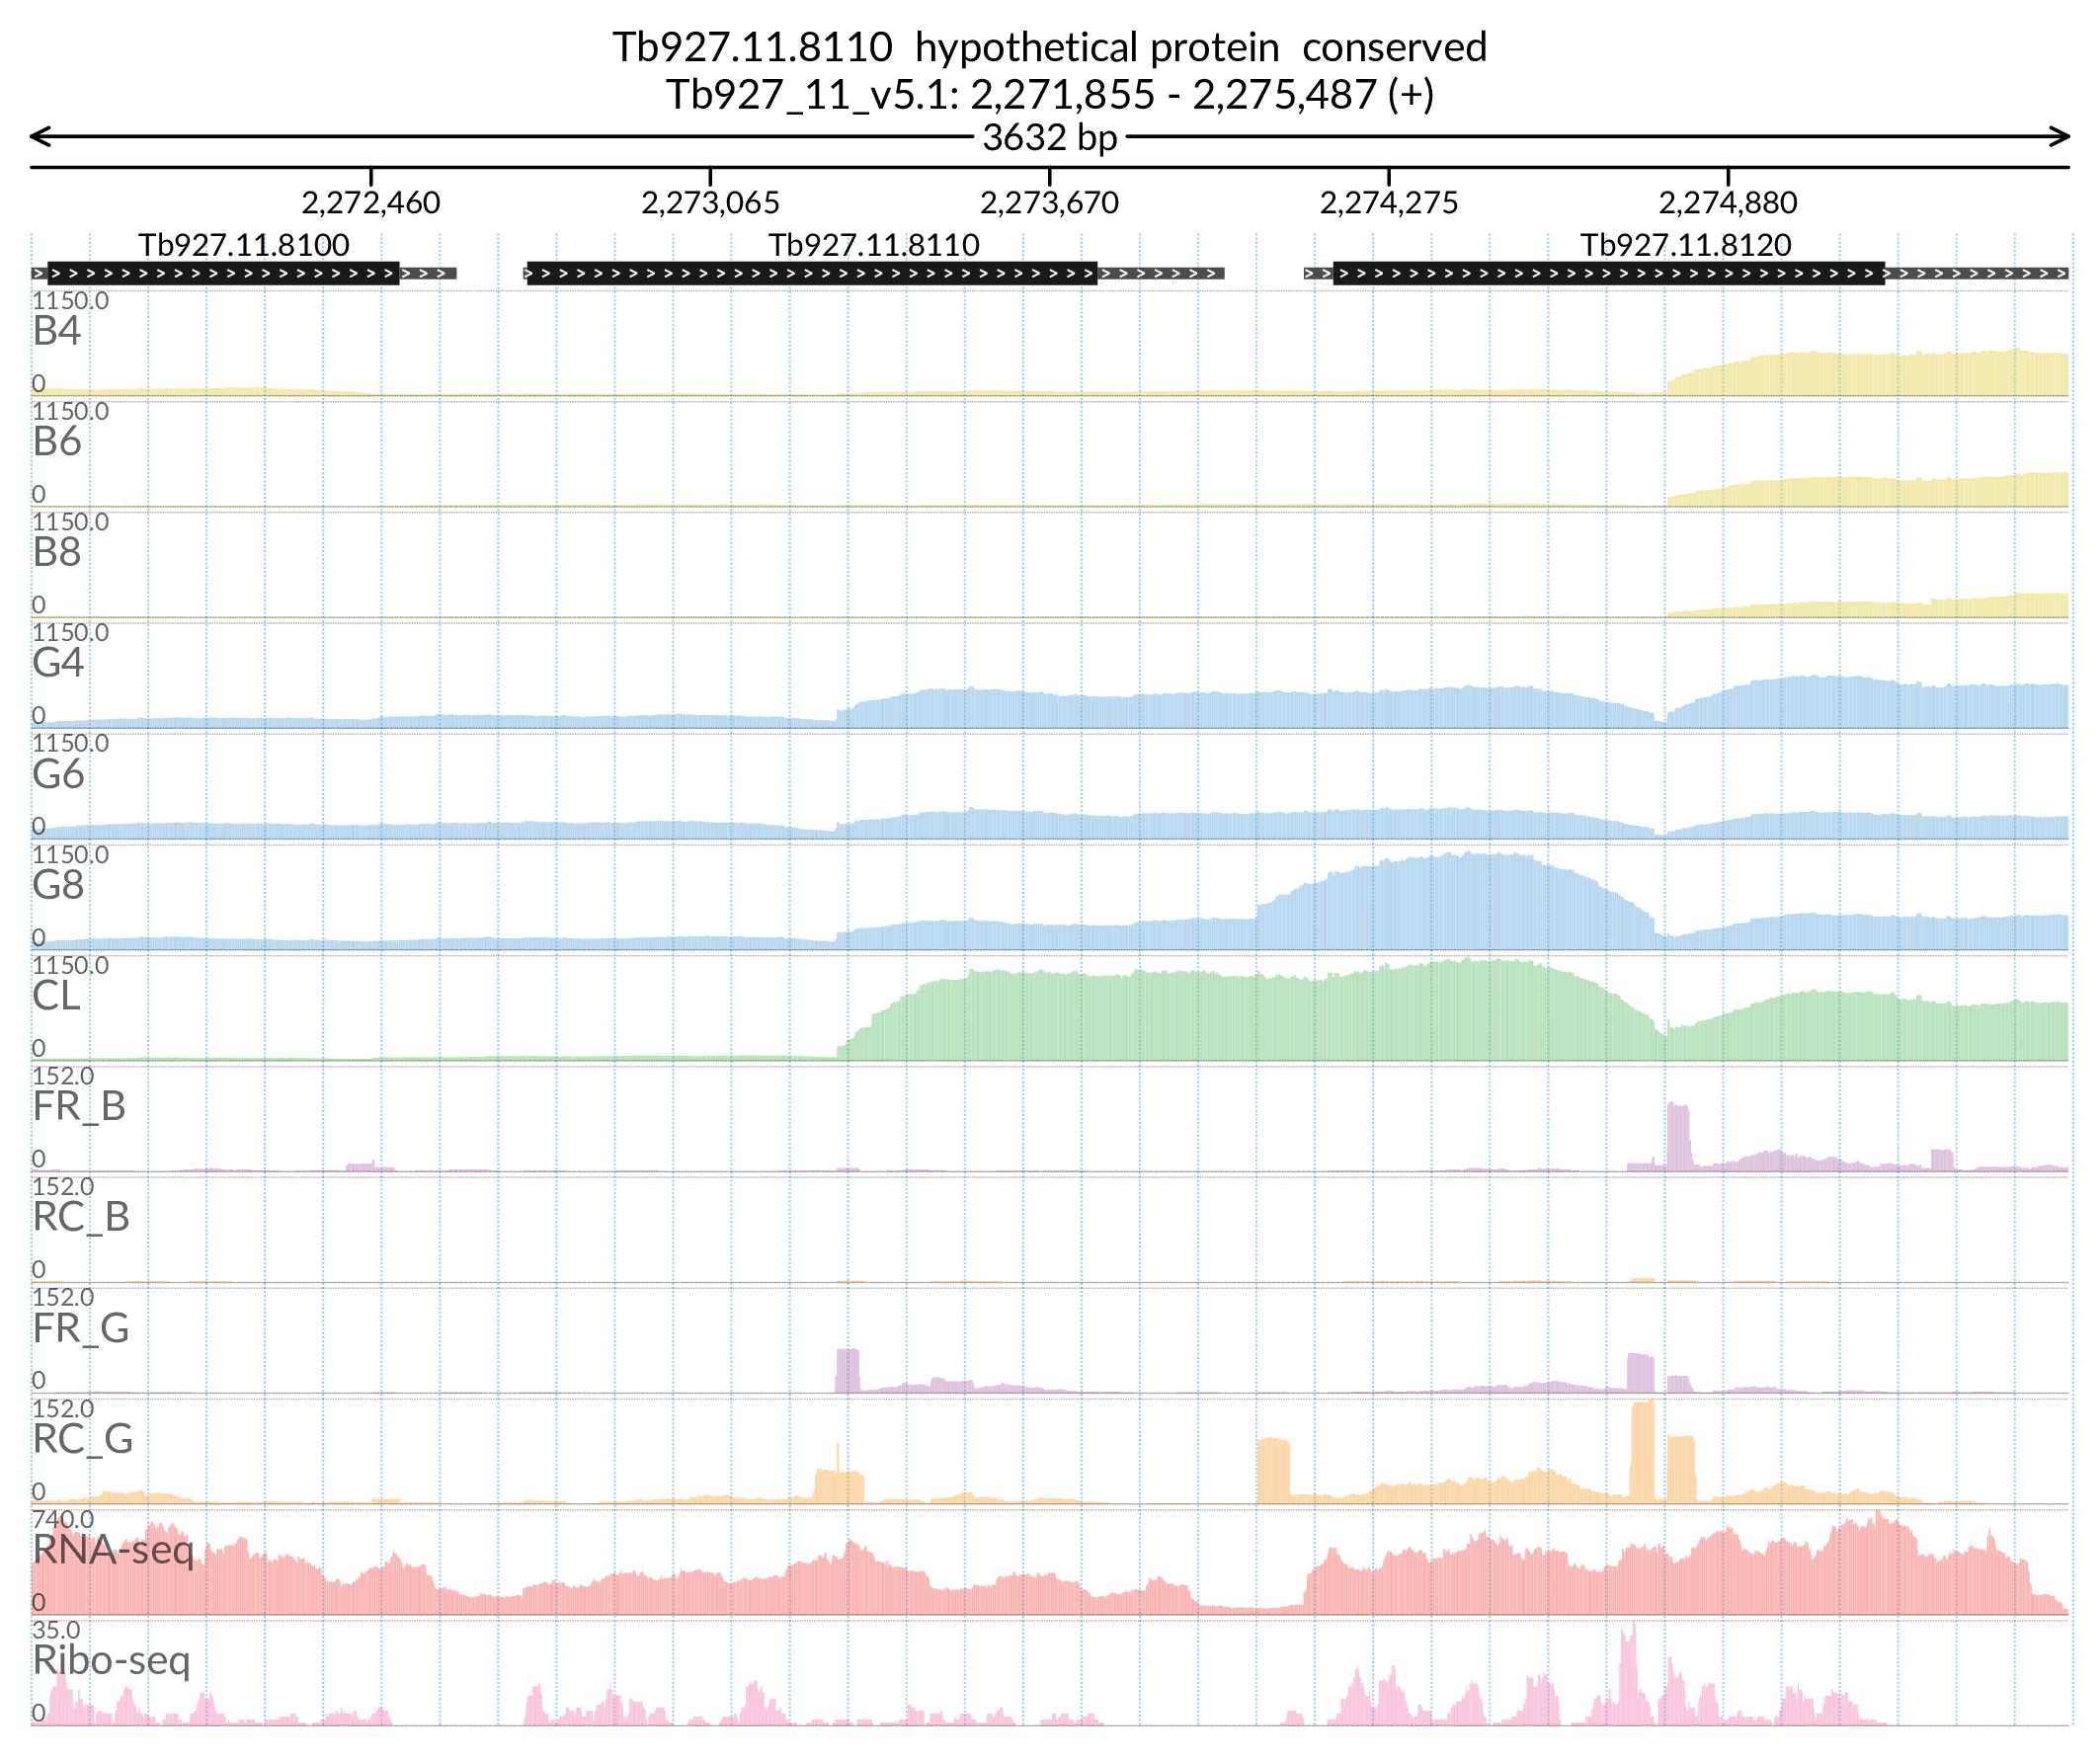 Tb927.11.8110  hypothetical protein  conserved
Tb927_11_v5.1: 2,271,855 - 2,275,487 (+)
3632 bp
2,272,460 2,273,065 2,273,670 2,274,275 2,274,880
Tb927.11.8100 Tb927.11.8110 Tb927.11.8120
1150.0
B4
0
1150.0
B6
0
1150.0
B8
0
1150.0
G4
0
1150.0
G6
0
1150.0
G8
0
1150.0
CL
0
152.0
FR_B
0
152.0
RC_B
0
152.0
FR_G
0
152.0
RC_G
0
740.0
RNA-seq
0
35.0
Ribo-seq
0